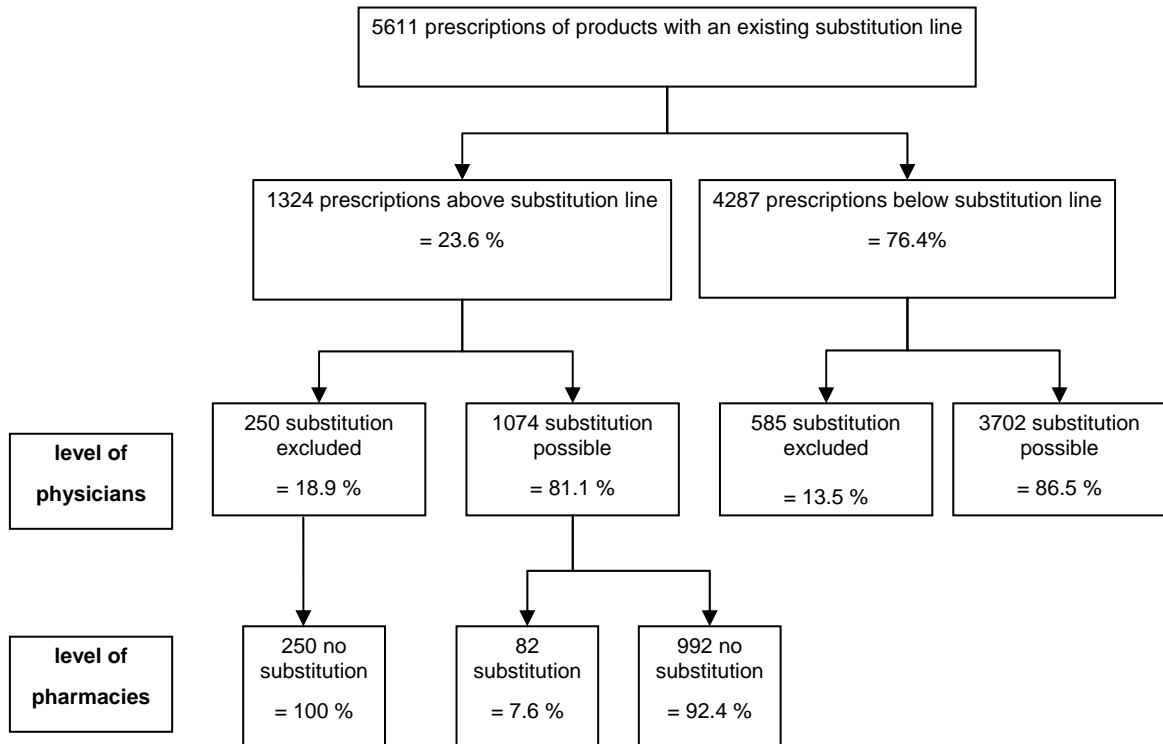 5611 prescriptions of products with an existing substitution line
1324 prescriptions above substitution line
= 23.6 %
4287 prescriptions below substitution line
= 76.4%
level of
physicians
250 substitution
excluded
= 18.9 %
1074 substitution
possible
= 81.1 %
585 substitution
excluded
= 13.5 %
3702 substitution
possible
= 86.5 %
level of
pharmacies
250 no
substitution
= 100 %
82
substitution
= 7.6 %
992 no
substitution
= 92.4 %